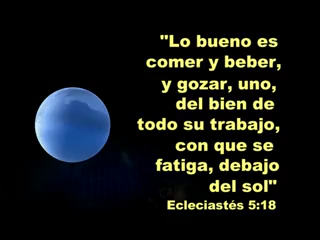 "Lo bueno es
comer y beber,
y gozar, uno,
del bien de
todo su trabajo,
con que se
fatiga, debajo
del sol"
Ecleciastés 5:18